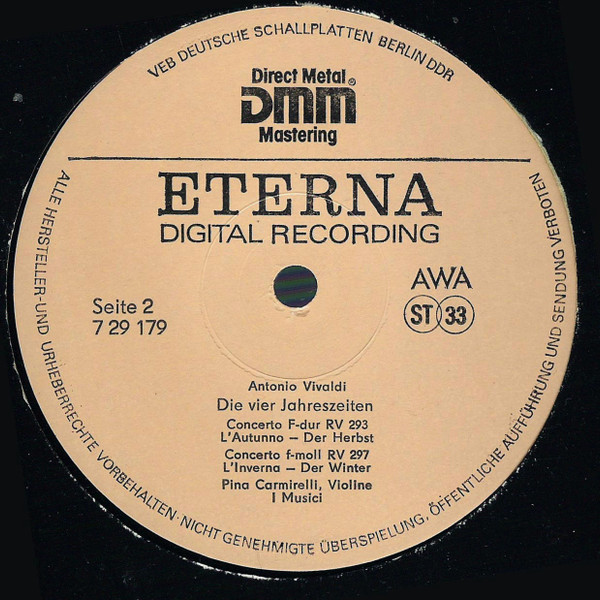 VEB DEUTSCHE SCHALLPLATTEN BERLIN DDR
Direct Metal
DMM®
Mastering
ETERNA
DIGITAL RECORDING
AWA
ST 33
Seite 2
7 29 179
Antonio Vivaldi
Die vier Jahreszeiten
Concerto F-dur RV 293
L'Autunno – Der Herbst
Concerto f-moll RV 297
L'Inverna – Der Winter
Pina Carmirelli, Violine
I Musici
ALLE HERSTELLER- UND URHEBERRECHTE VORBEHALTEN · NICHT GENEHMIGTE ÜBERSPIELUNG, ÖFFENTLICHE AUFFÜHRUNG UND SENDUNG VERBOTEN